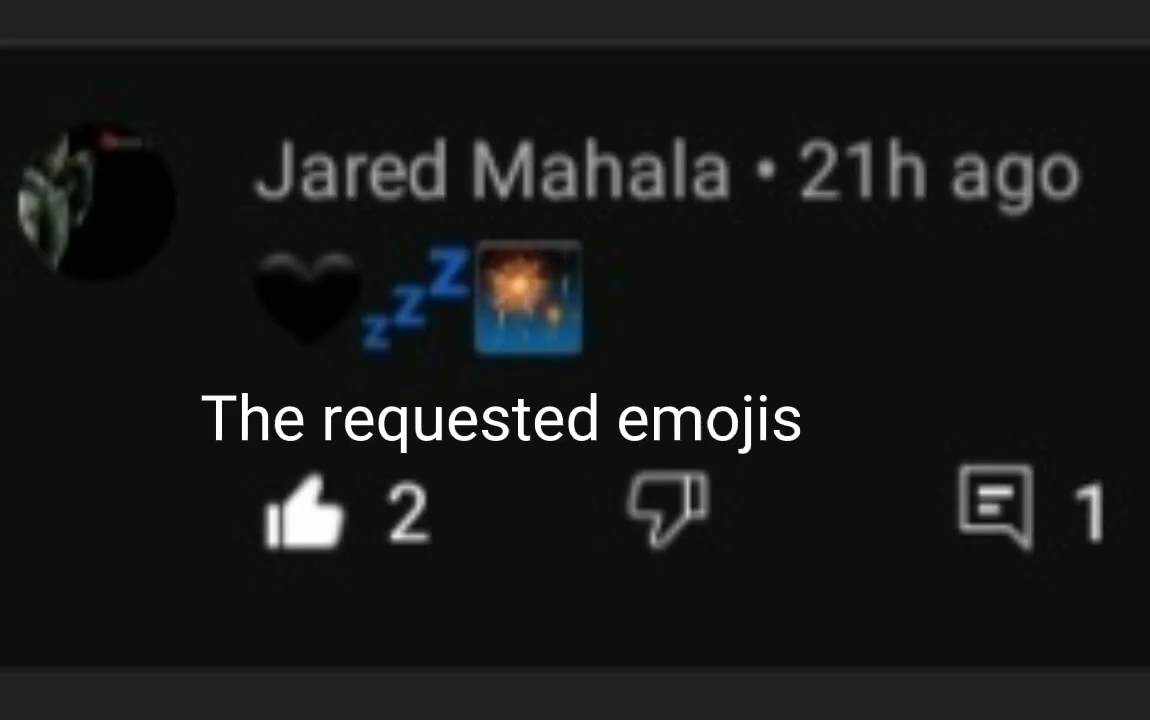 Jared Mahala • 21h ago
🖤💤🎆
The requested emojis
2 1